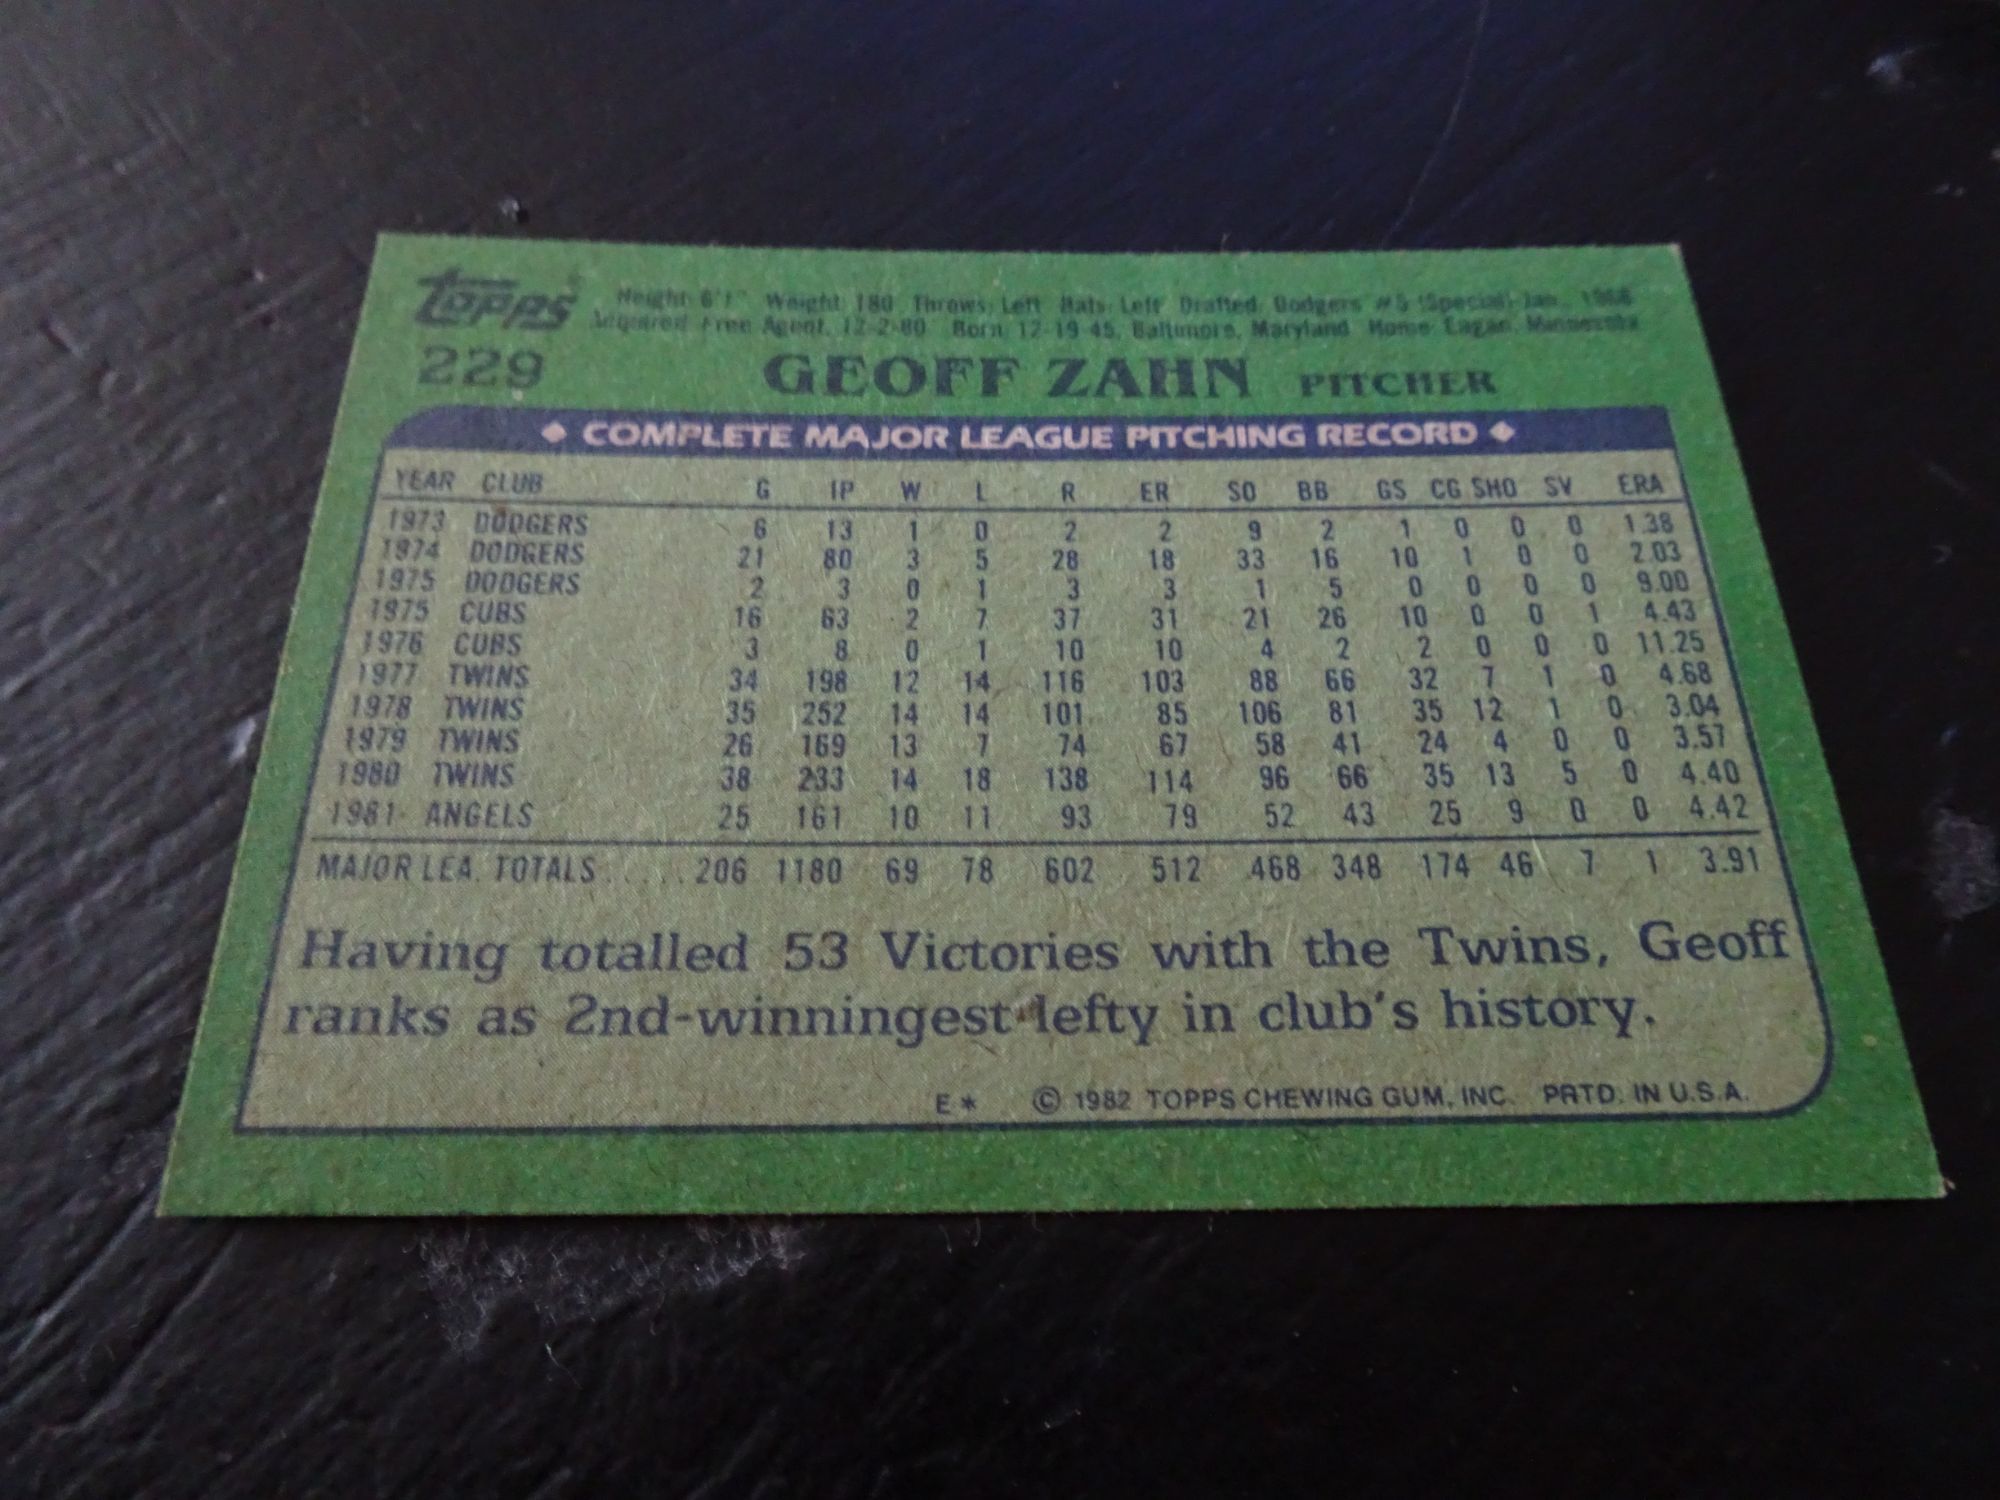 topps Height 6'1" Weight 180 Throws: Left Bats: Left Drafted Dodgers #5 (Special) Jan., 1968
Acquired Free Agent, 12-2-80 Born 12-19-45, Baltimore, Maryland Home Eagan, Minnesota
229 GEOFF ZAHN PITCHER
◆ COMPLETE MAJOR LEAGUE PITCHING RECORD ◆
YEAR CLUB G IP W L R ER SO BB GS CG SHO SV ERA
1973 DODGERS 6 13 1 0 2 2 9 2 1 0 0 0 1.38
1974 DODGERS 21 80 3 5 28 18 33 16 10 1 0 0 2.03
1975 DODGERS 2 3 0 1 3 3 1 5 0 0 0 0 9.00
1975 CUBS 16 63 2 7 37 31 21 26 10 0 0 1 4.43
1976 CUBS 3 8 0 1 10 10 4 2 2 0 0 0 11.25
1977 TWINS 34 198 12 14 116 103 88 66 32 7 1 0 4.68
1978 TWINS 35 252 14 14 101 85 106 81 35 12 1 0 3.04
1979 TWINS 26 169 13 7 74 67 58 41 24 4 0 0 3.57
1980 TWINS 38 233 14 18 138 114 96 66 35 13 5 0 4.40
1981 ANGELS 25 161 10 11 93 79 52 43 25 9 0 0 4.42
MAJOR LEA. TOTALS ..... 206 1180 69 78 602 512 468 348 174 46 7 1 3.91
Having totalled 53 Victories with the Twins, Geoff
ranks as 2nd-winningest lefty in club's history.
E* © 1982 TOPPS CHEWING GUM, INC. PRTD. IN U.S.A.